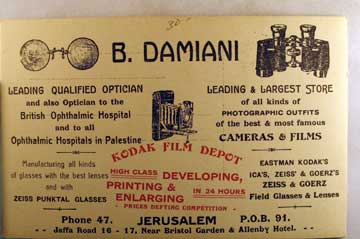 30.-
B. DAMIANI
LEADING QUALIFIED OPTICIAN
and also Optician to the
British Ophthalmic Hospital
and to all
Ophthalmic Hospitals in Palestine
Manufacturing all kinds
of glasses with the best lenses
and with
ZEISS PUNKTAL GLASSES
LEADING & LARGEST STORE
of all kinds of
PHOTOGRAPHIC OUTFITS
of the best & most famous
CAMERAS & FILMS
EASTMAN KODAK'S
ICA'S, ZEISS' & GOERZ'S
ZEISS & GOERZ
Field Glasses & Lenses
KODAK FILM DEPOT
HIGH CLASS DEVELOPING,
PRINTING & IN 24 HOURS
ENLARGING
PRICES DEFYING COMPETITION
Phone 47. JERUSALEM P.O.B. 91.
Jaffa Road 16 - 17, Near Bristol Garden & Allenby Hotel.